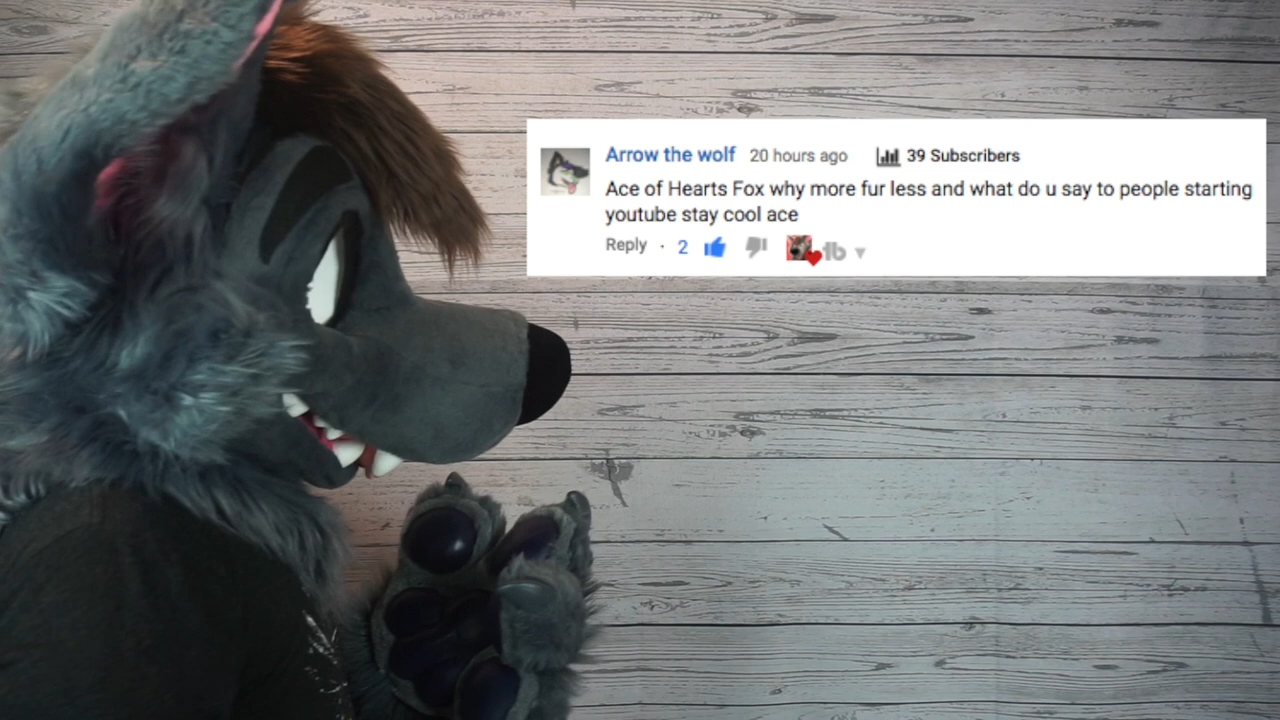 Arrow the wolf 20 hours ago 39 Subscribers
Ace of Hearts Fox why more fur less and what do u say to people starting
youtube stay cool ace
Reply · 2